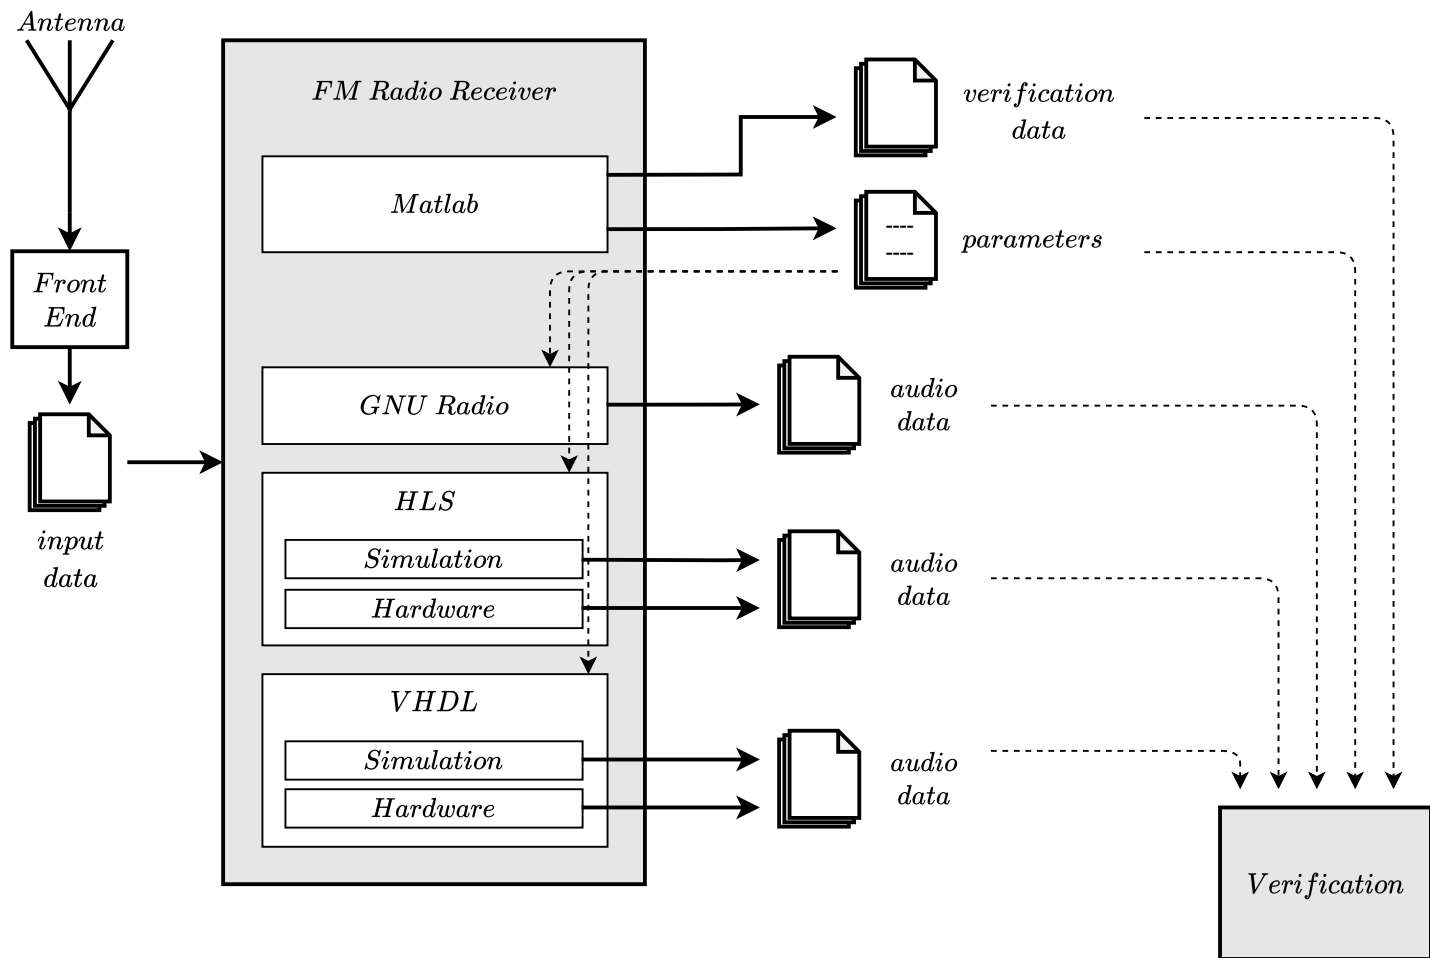 Antenna
Front
End
input
data
FM Radio Receiver
Matlab
GNU Radio
HLS
Simulation
Hardware
VHDL
Simulation
Hardware
verification
data
parameters
audio
data
audio
data
audio
data
Verification